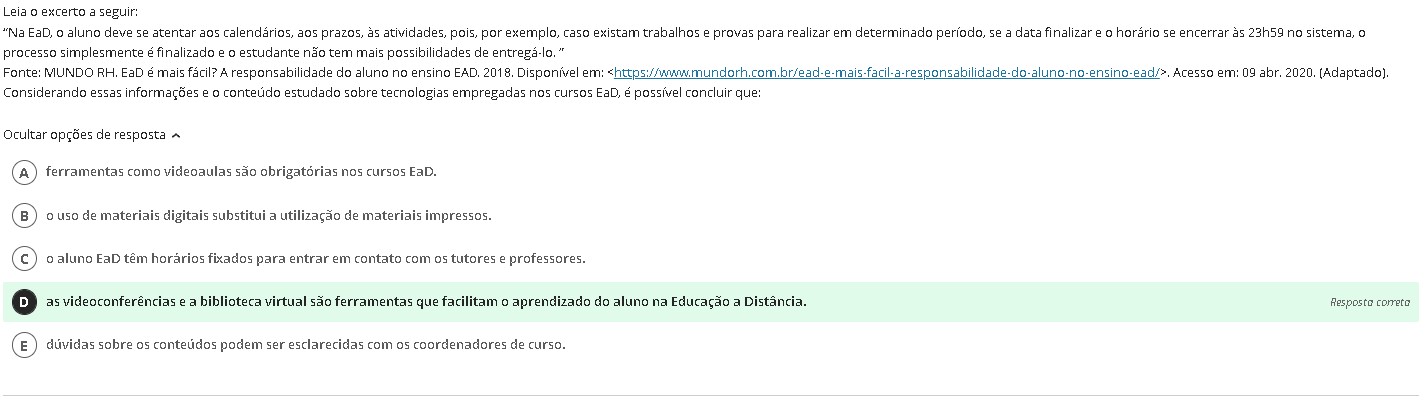 Leia o excerto a seguir:
“Na EaD, o aluno deve se atentar aos calendários, aos prazos, às atividades, pois, por exemplo, caso existam trabalhos e provas para realizar em determinado período, se a data finalizar e o horário se encerrar às 23h59 no sistema, o
processo simplesmente é finalizado e o estudante não tem mais possibilidades de entregá-lo. ”
Fonte: MUNDO RH. EaD é mais fácil? A responsabilidade do aluno no ensino EAD. 2018. Disponível em: <https://www.mundorh.com.br/ead-e-mais-facil-a-responsabilidade-do-aluno-no-ensino-ead/>. Acesso em: 09 abr. 2020. (Adaptado).
Considerando essas informações e o conteúdo estudado sobre tecnologias empregadas nos cursos EaD, é possível concluir que:
Ocultar opções de resposta
A ferramentas como videoaulas são obrigatórias nos cursos EaD.
B o uso de materiais digitais substitui a utilização de materiais impressos.
C o aluno EaD têm horários fixados para entrar em contato com os tutores e professores.
D as videoconferências e a biblioteca virtual são ferramentas que facilitam o aprendizado do aluno na Educação a Distância. Resposta correta
E dúvidas sobre os conteúdos podem ser esclarecidas com os coordenadores de curso.